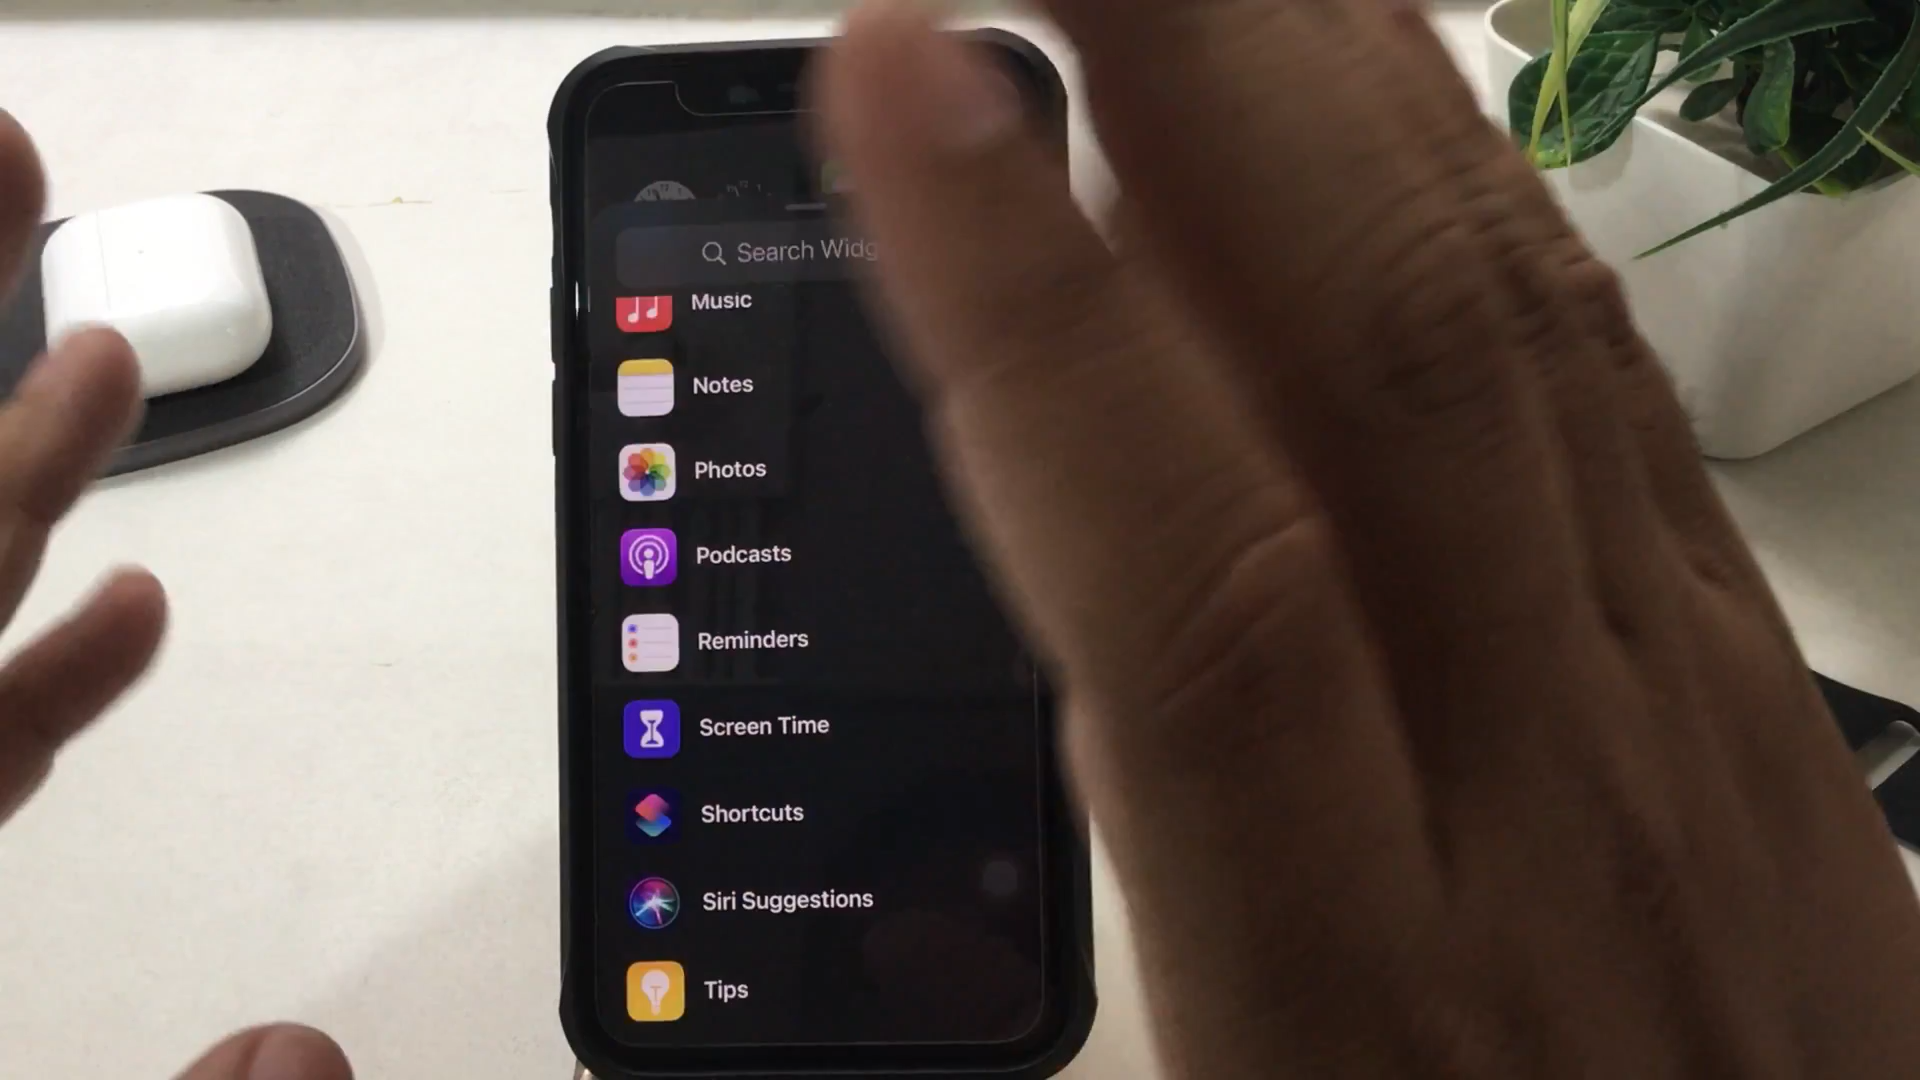 Search Widg
Music
Notes
Photos
Podcasts
Reminders
Screen Time
Shortcuts
Siri Suggestions
Tips